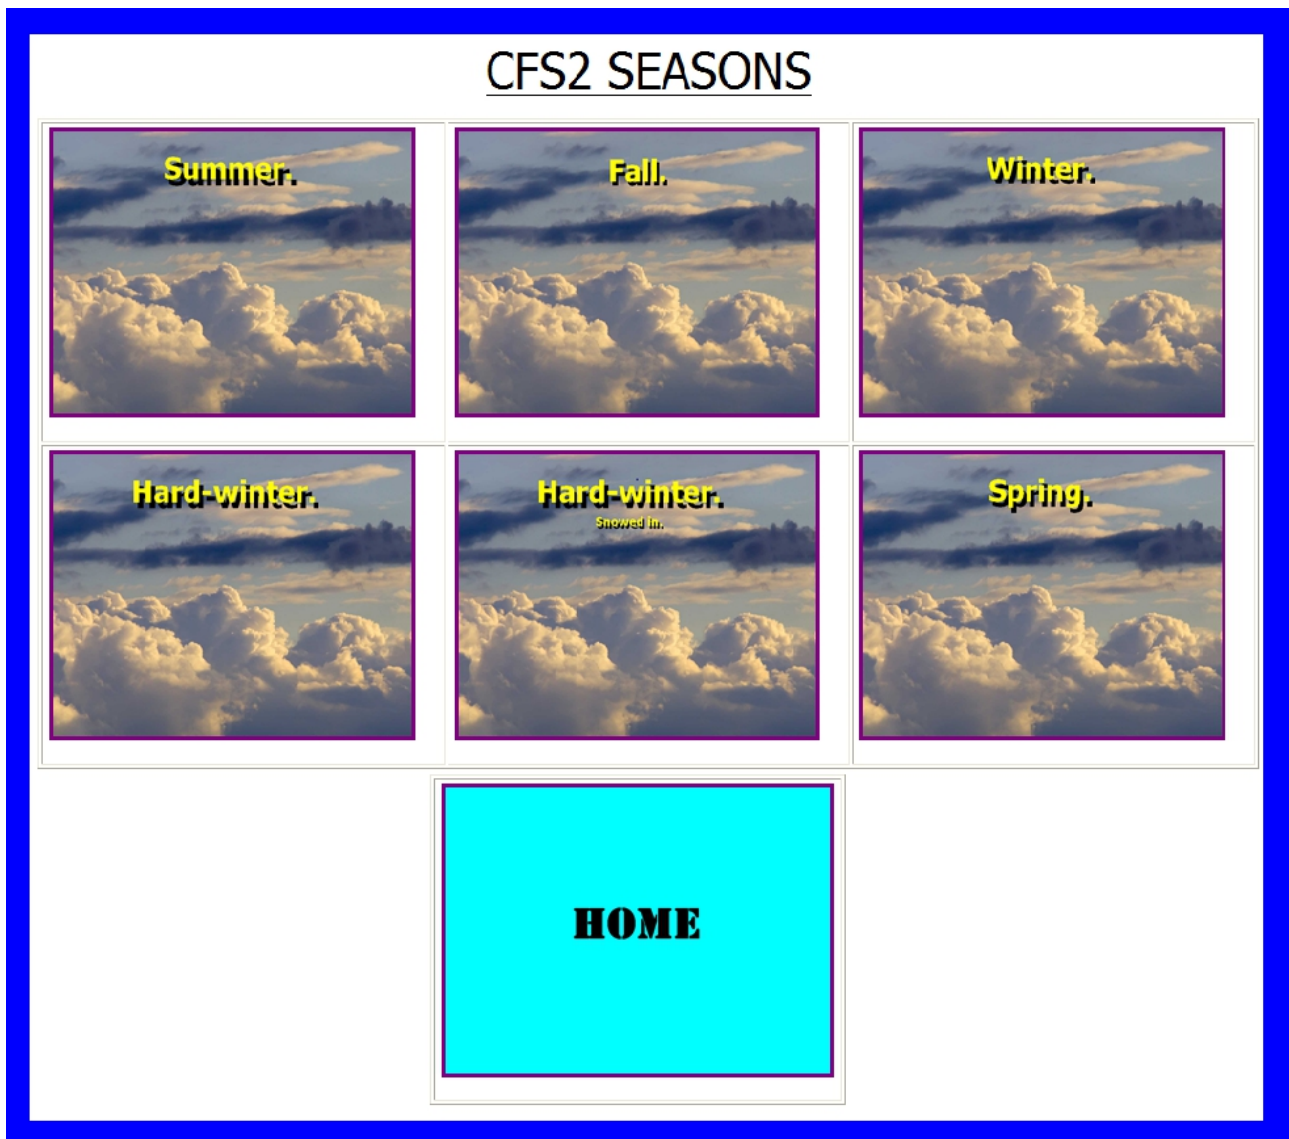 CFS2 SEASONS
Summer.
Fall.
Winter.
Hard-winter.
Hard-winter.
Snowed in.
Spring.
HOME